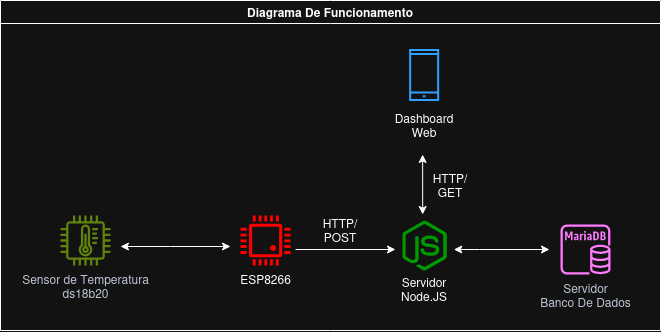 Diagrama De Funcionamento
Dashboard
Web
HTTP/
GET
HTTP/
POST
JS
MariaDB
Sensor de Temperatura
ds18b20
ESP8266
Servidor
Node.JS
Servidor
Banco De Dados